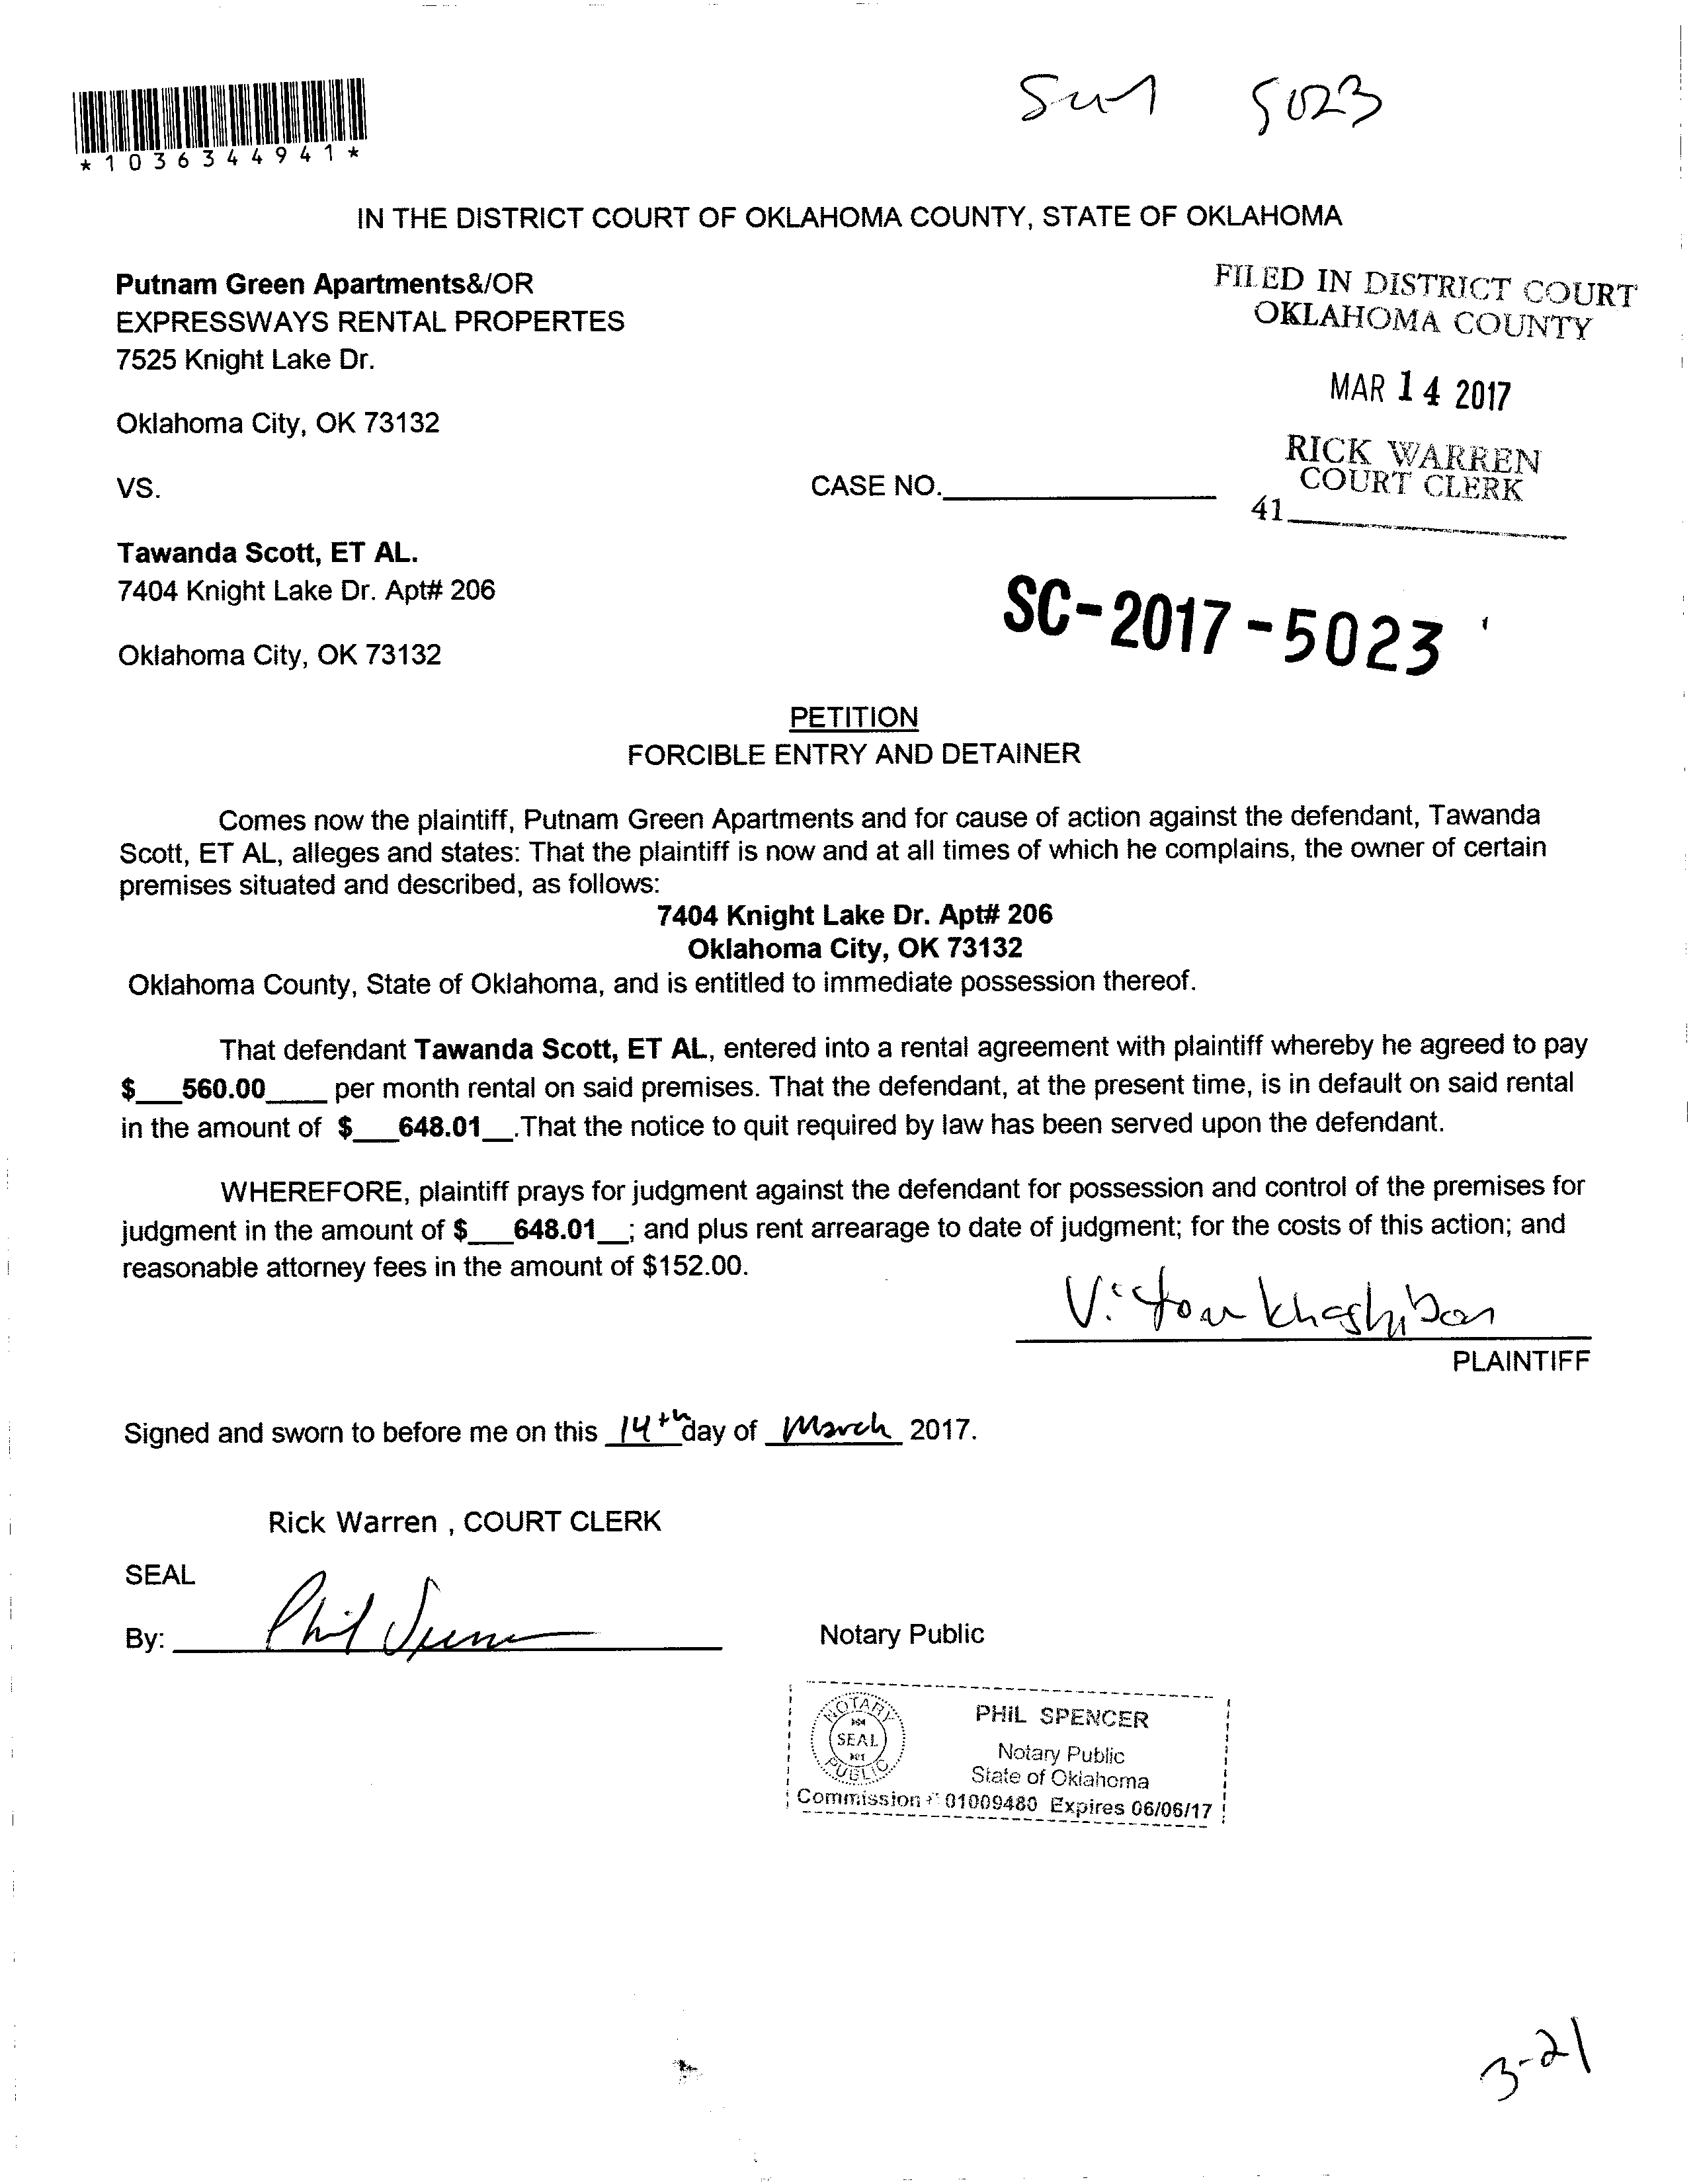 5023
*1036344941*
IN THE DISTRICT COURT OF OKLAHOMA COUNTY, STATE OF OKLAHOMA
Putnam Green Apartments&/OR
EXPRESSWAYS RENTAL PROPERTES
7525 Knight Lake Dr.
Oklahoma City, OK 73132
FILED IN DISTRICT COURT
OKLAHOMA COUNTY
MAR 14 2017
RICK WARREN
COURT CLERK
41
VS.
CASE NO.
Tawanda Scott, ET AL.
7404 Knight Lake Dr. Apt# 206
Oklahoma City, OK 73132
SC-2017-5023
PETITION
FORCIBLE ENTRY AND DETAINER
Comes now the plaintiff, Putnam Green Apartments and for cause of action against the defendant, Tawanda
Scott, ET AL, alleges and states: That the plaintiff is now and at all times of which he complains, the owner of certain
premises situated and described, as follows:
7404 Knight Lake Dr. Apt# 206
Oklahoma City, OK 73132
Oklahoma County, State of Oklahoma, and is entitled to immediate possession thereof.
That defendant Tawanda Scott, ET AL, entered into a rental agreement with plaintiff whereby he agreed to pay
$___560.00____ per month rental on said premises. That the defendant, at the present time, is in default on said rental
in the amount of $___648.01__.That the notice to quit required by law has been served upon the defendant.
WHEREFORE, plaintiff prays for judgment against the defendant for possession and control of the premises for
judgment in the amount of $___648.01__; and plus rent arrearage to date of judgment; for the costs of this action; and
reasonable attorney fees in the amount of $152.00.
PLAINTIFF
Signed and sworn to before me on this 14th day of March 2017.
Rick Warren , COURT CLERK
SEAL
By: Phil Spencer
Notary Public
NOTARY
SEAL
PUBLIC
PHIL SPENCER
Notary Public
State of Oklahoma
Commission # 01009480 Expires 06/06/17
3-21